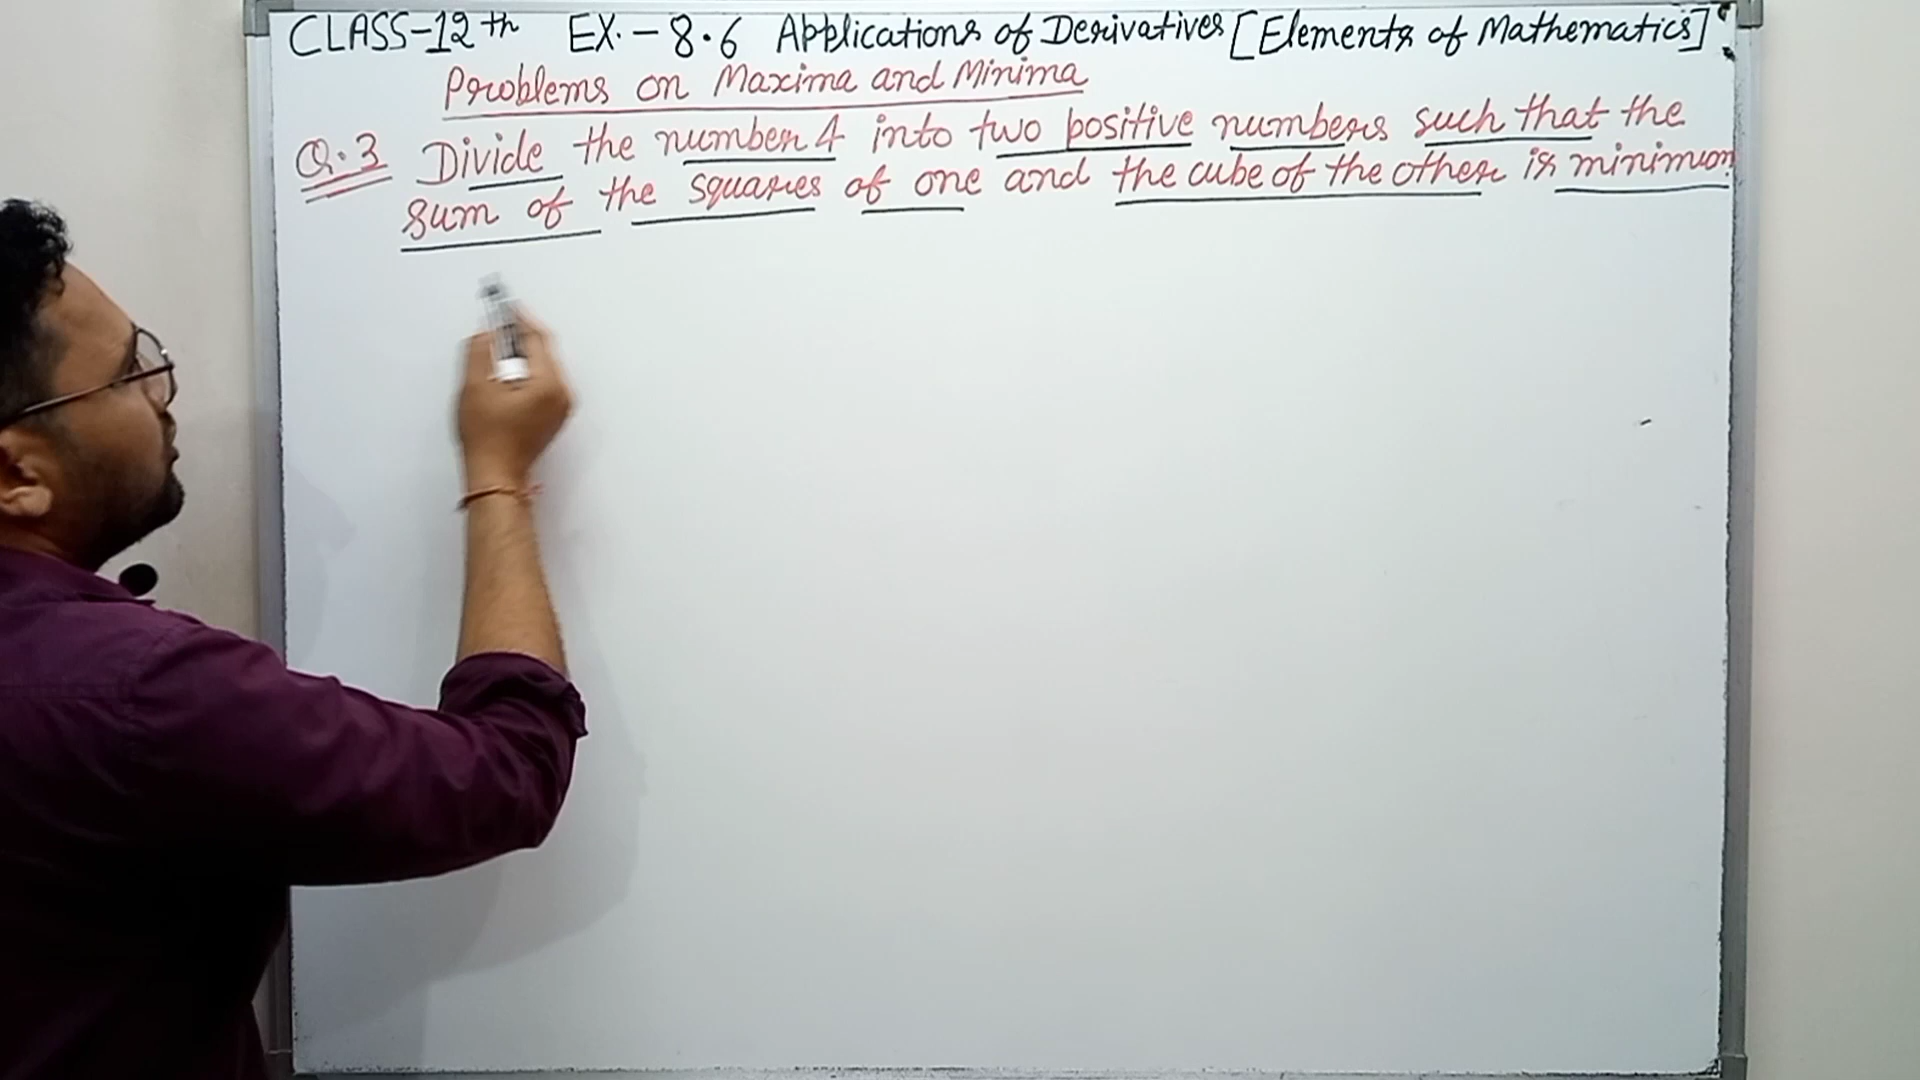 CLASS-12th EX.-8.6 Applications of Derivatives [Elements of Mathematics]
Problems on Maxima and Minima
Q.3 Divide the number 4 into two positive numbers such that the
sum of the squares of one and the cube of the other is minimum